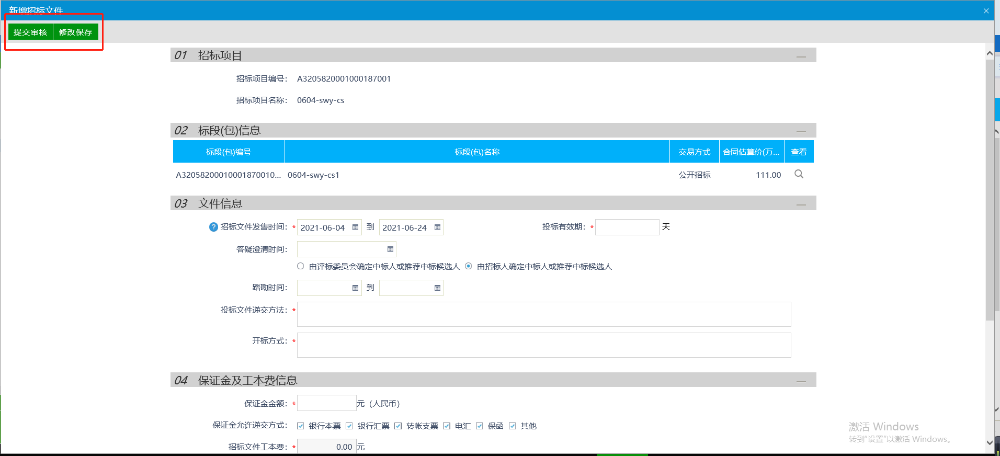 新增招标文件
提交审核 修改保存
01 招标项目
招标项目编号： A3205820001000187001
招标项目名称： 0604-swy-cs
02 标段(包)信息
标段(包)编号 标段(包)名称 交易方式 合同估算价(万... 查看
A32058200010001870010... 0604-swy-cs1 公开招标 111.00
03 文件信息
? 招标文件发售时间：* 2021-06-04 到 2021-06-24 投标有效期：* 天
答疑澄清时间：
由评标委员会确定中标人或推荐中标候选人 由招标人确定中标人或推荐中标候选人
踏勘时间： 到
投标文件递交方法：*
开标方式：*
04 保证金及工本费信息
保证金金额：* 元（人民币）
保证金允许递交方式： 银行本票 银行汇票 转帐支票 电汇 保函 其他
招标文件工本费：* 0.00 元
激活 Windows
转到"设置"以激活 Windows。